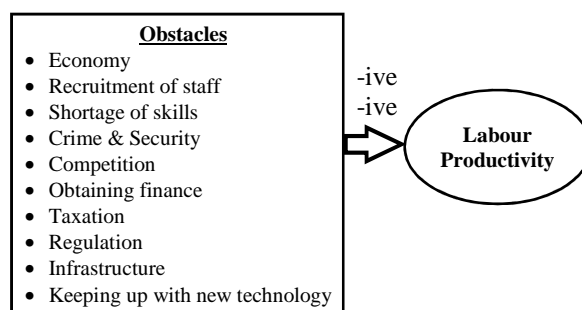 Obstacles
• Economy
• Recruitment of staff
• Shortage of skills
• Crime & Security
• Competition
• Obtaining finance
• Taxation
• Regulation
• Infrastructure
• Keeping up with new technology
-ive
-ive
Labour
Productivity